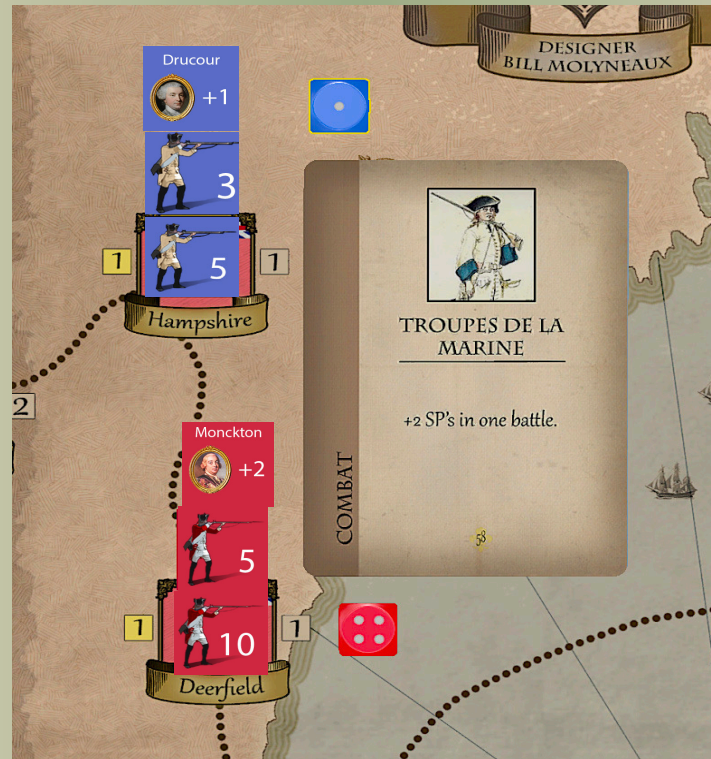 DESIGNER
BILL MOLYNEAUX
Drucour
+1
3
1
5
1
Hampshire
TROUPES DE LA
MARINE
+2 SP's in one battle.
COMBAT
58
2
Monckton
+2
5
1
10
1
Deerfield